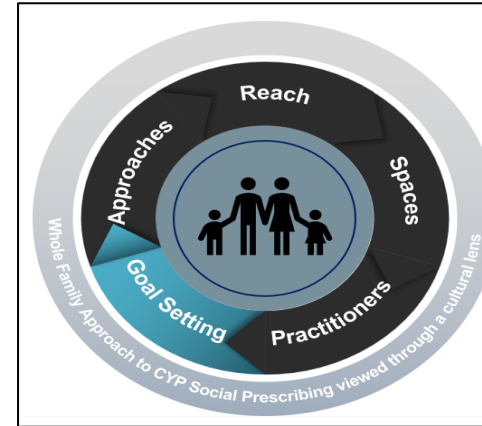 Reach
Spaces
Practitioners
Goal Setting
Approaches
Whole Family Approach to CYP Social Prescribing viewed through a cultural lens